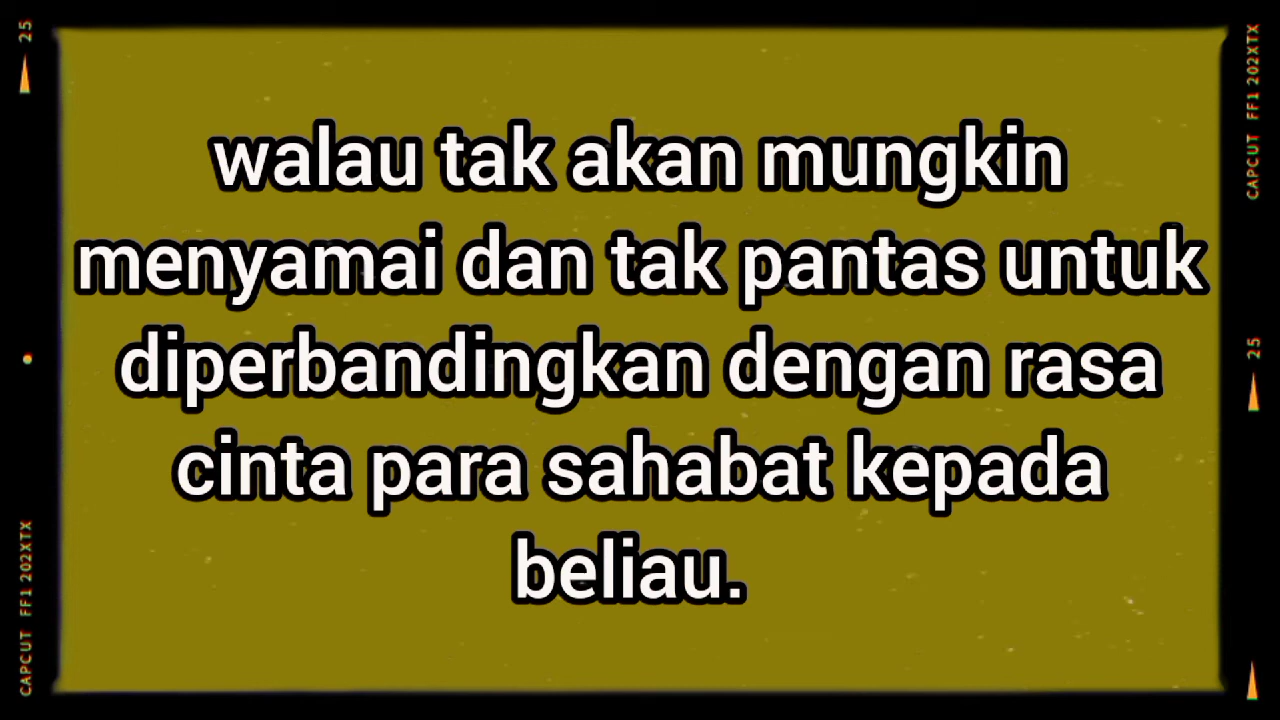 walau tak akan mungkin
menyamai dan tak pantas untuk
diperbandingkan dengan rasa
cinta para sahabat kepada
beliau.
25
CAPCUT FF1 202XTX
CAPCUT FF1 202XTX
25